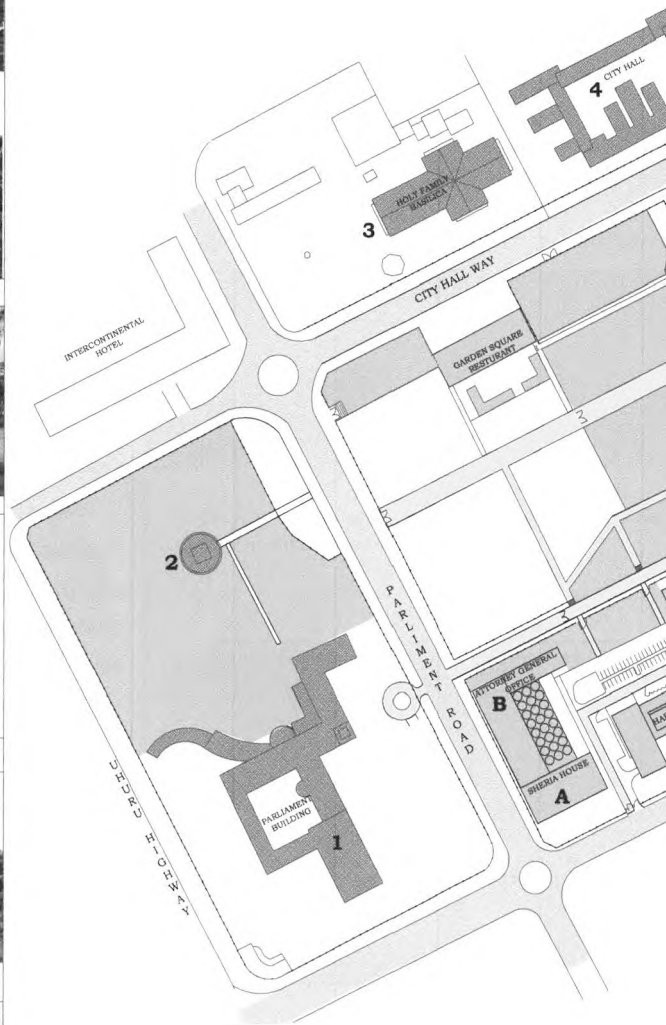 CITY HALL
4
HOLY FAMILY
BASILICA
3
CITY HALL WAY
INTERCONTINENTAL
HOTEL
GARDEN SQUARE
RESTURANT
2
PARLIMENT ROAD
ATTORNEY GENERAL
OFFICE
B
SHERIA HOUSE
A
UHURU HIGHWAY
PARLIAMENT
BUILDING
1